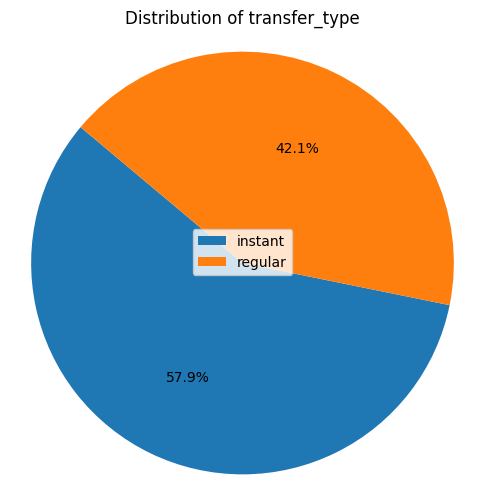 Distribution of transfer_type
42.1%
instant
regular
57.9%